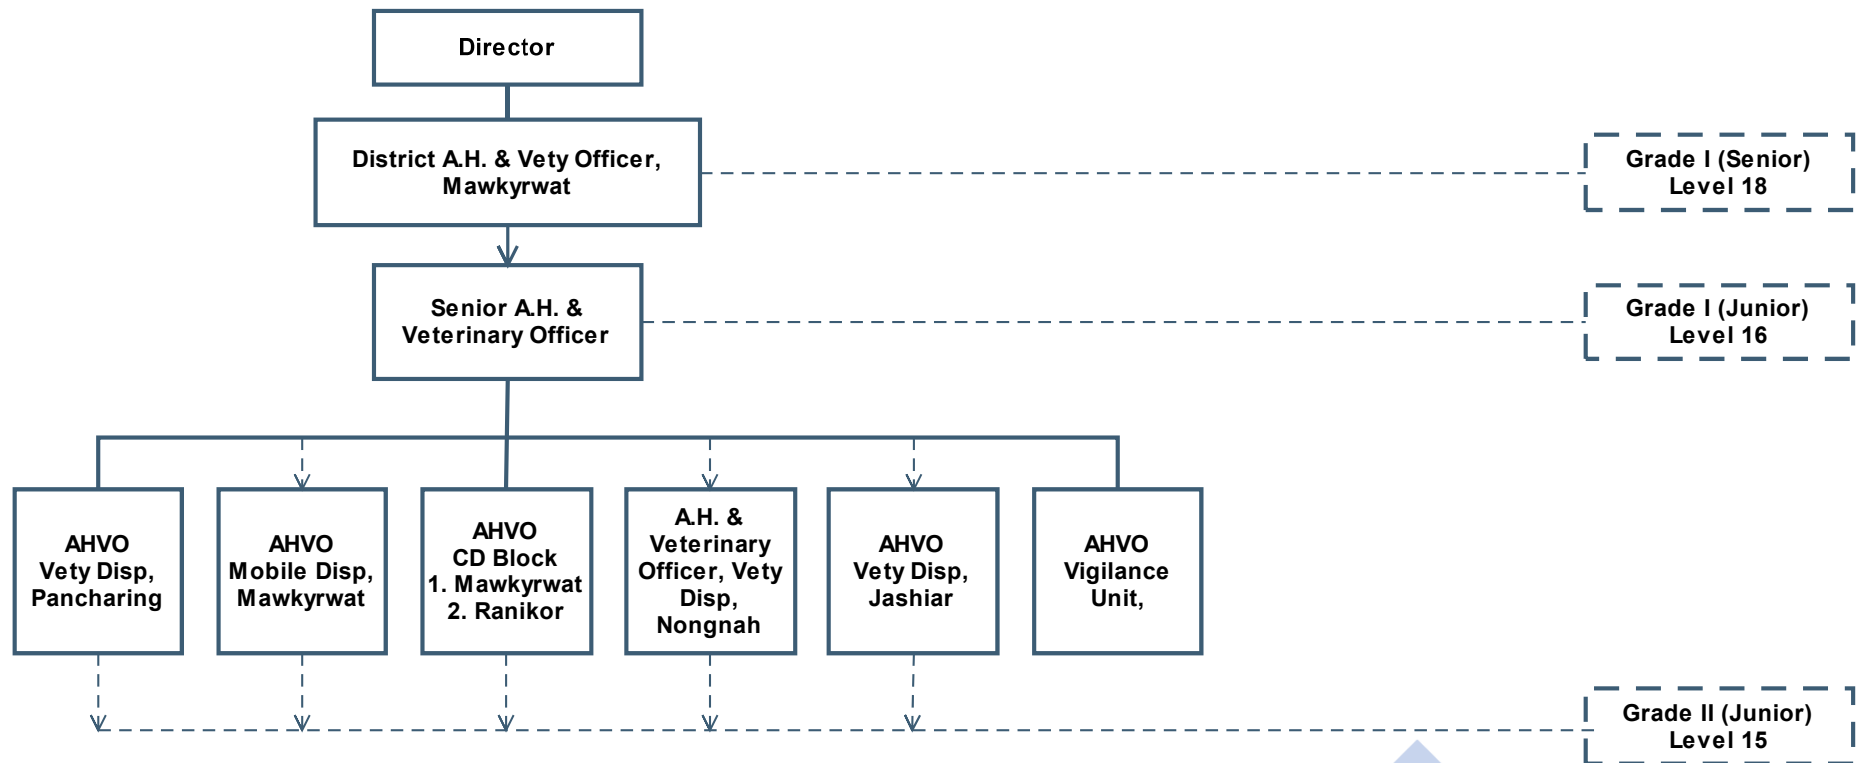 Director
District A.H. & Vety Officer,
Mawkyrwat
Grade I (Senior)
Level 18
Senior A.H. &
Veterinary Officer
Grade I (Junior)
Level 16
AHVO
Vety Disp,
Pancharing
AHVO
Mobile Disp,
Mawkyrwat
AHVO
CD Block
1. Mawkyrwat
2. Ranikor
A.H. &
Veterinary
Officer, Vety
Disp,
Nongnah
AHVO
Vety Disp,
Jashiar
AHVO
Vigilance
Unit,
Grade II (Junior)
Level 15